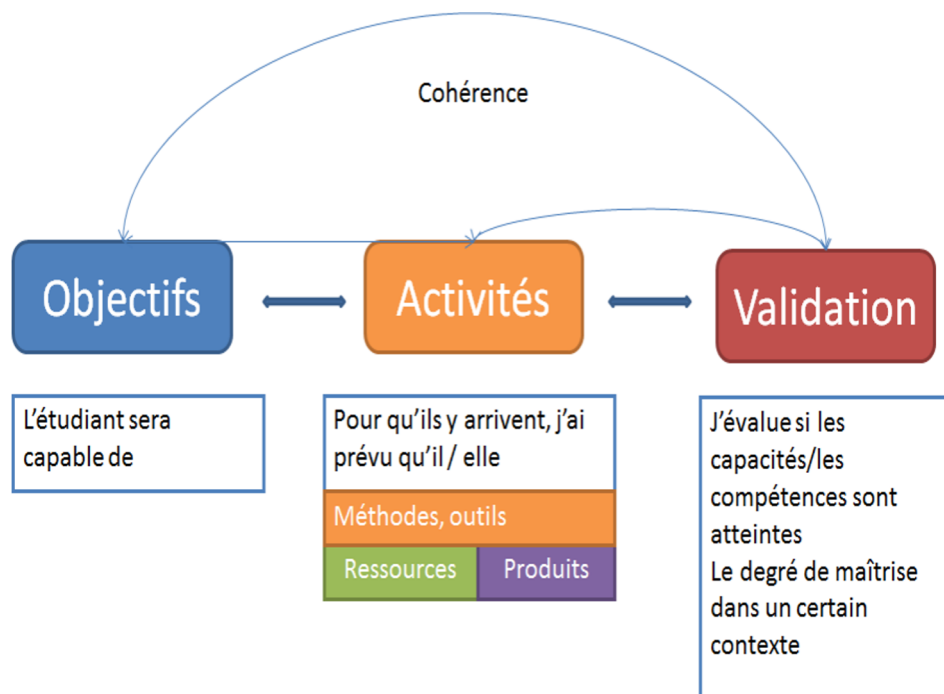 Cohérence
Objectifs
Activités
Validation
L'étudiant sera
capable de
Pour qu'ils y arrivent, j'ai
prévu qu'il / elle
Méthodes, outils
Ressources
Produits
J'évalue si les
capacités/les
compétences sont
atteintes
Le degré de maîtrise
dans un certain
contexte